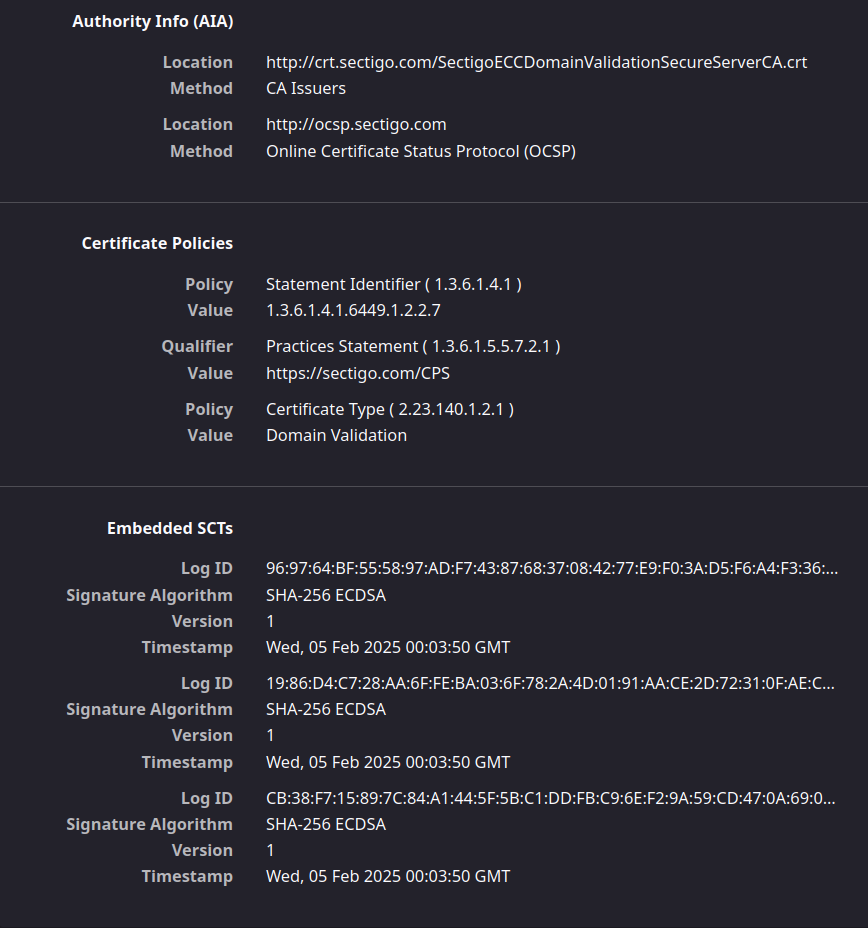 Authority Info (AIA)
Location http://crt.sectigo.com/SectigoECCDomainValidationSecureServerCA.crt
Method CA Issuers
Location http://ocsp.sectigo.com
Method Online Certificate Status Protocol (OCSP)
Certificate Policies
Policy Statement Identifier ( 1.3.6.1.4.1 )
Value 1.3.6.1.4.1.6449.1.2.2.7
Qualifier Practices Statement ( 1.3.6.1.5.5.7.2.1 )
Value https://sectigo.com/CPS
Policy Certificate Type ( 2.23.140.1.2.1 )
Value Domain Validation
Embedded SCTs
Log ID 96:97:64:BF:55:58:97:AD:F7:43:87:68:37:08:42:77:E9:F0:3A:D5:F6:A4:F3:36:...
Signature Algorithm SHA-256 ECDSA
Version 1
Timestamp Wed, 05 Feb 2025 00:03:50 GMT
Log ID 19:86:D4:C7:28:AA:6F:FE:BA:03:6F:78:2A:4D:01:91:AA:CE:2D:72:31:0F:AE:C...
Signature Algorithm SHA-256 ECDSA
Version 1
Timestamp Wed, 05 Feb 2025 00:03:50 GMT
Log ID CB:38:F7:15:89:7C:84:A1:44:5F:5B:C1:DD:FB:C9:6E:F2:9A:59:CD:47:0A:69:0...
Signature Algorithm SHA-256 ECDSA
Version 1
Timestamp Wed, 05 Feb 2025 00:03:50 GMT